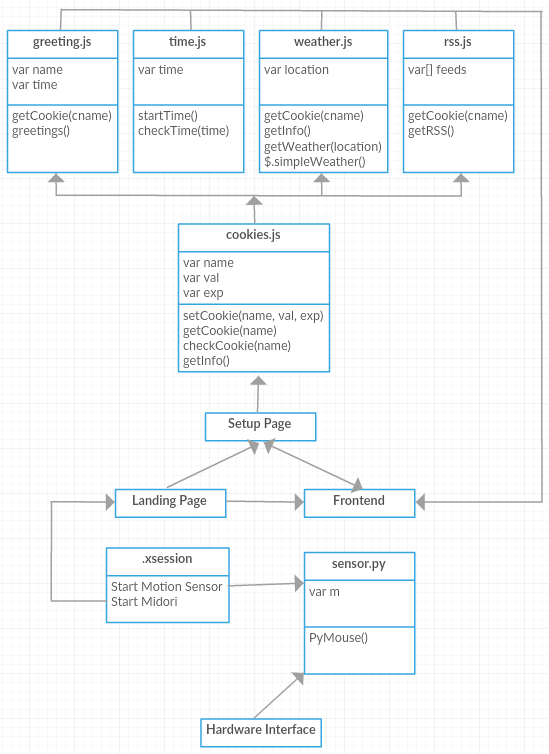 greeting.js
var name
var time
getCookie(cname)
greetings()
time.js
var time
startTime()
checkTime(time)
weather.js
var location
getCookie(cname)
getInfo()
getWeather(location)
$.simpleWeather()
rss.js
var[] feeds
getCookie(cname)
getRSS()
cookies.js
var name
var val
var exp
setCookie(name, val, exp)
getCookie(name)
checkCookie(name)
getInfo()
Setup Page
Landing Page
Frontend
.xsession
Start Motion Sensor
Start Midori
sensor.py
var m
PyMouse()
Hardware Interface